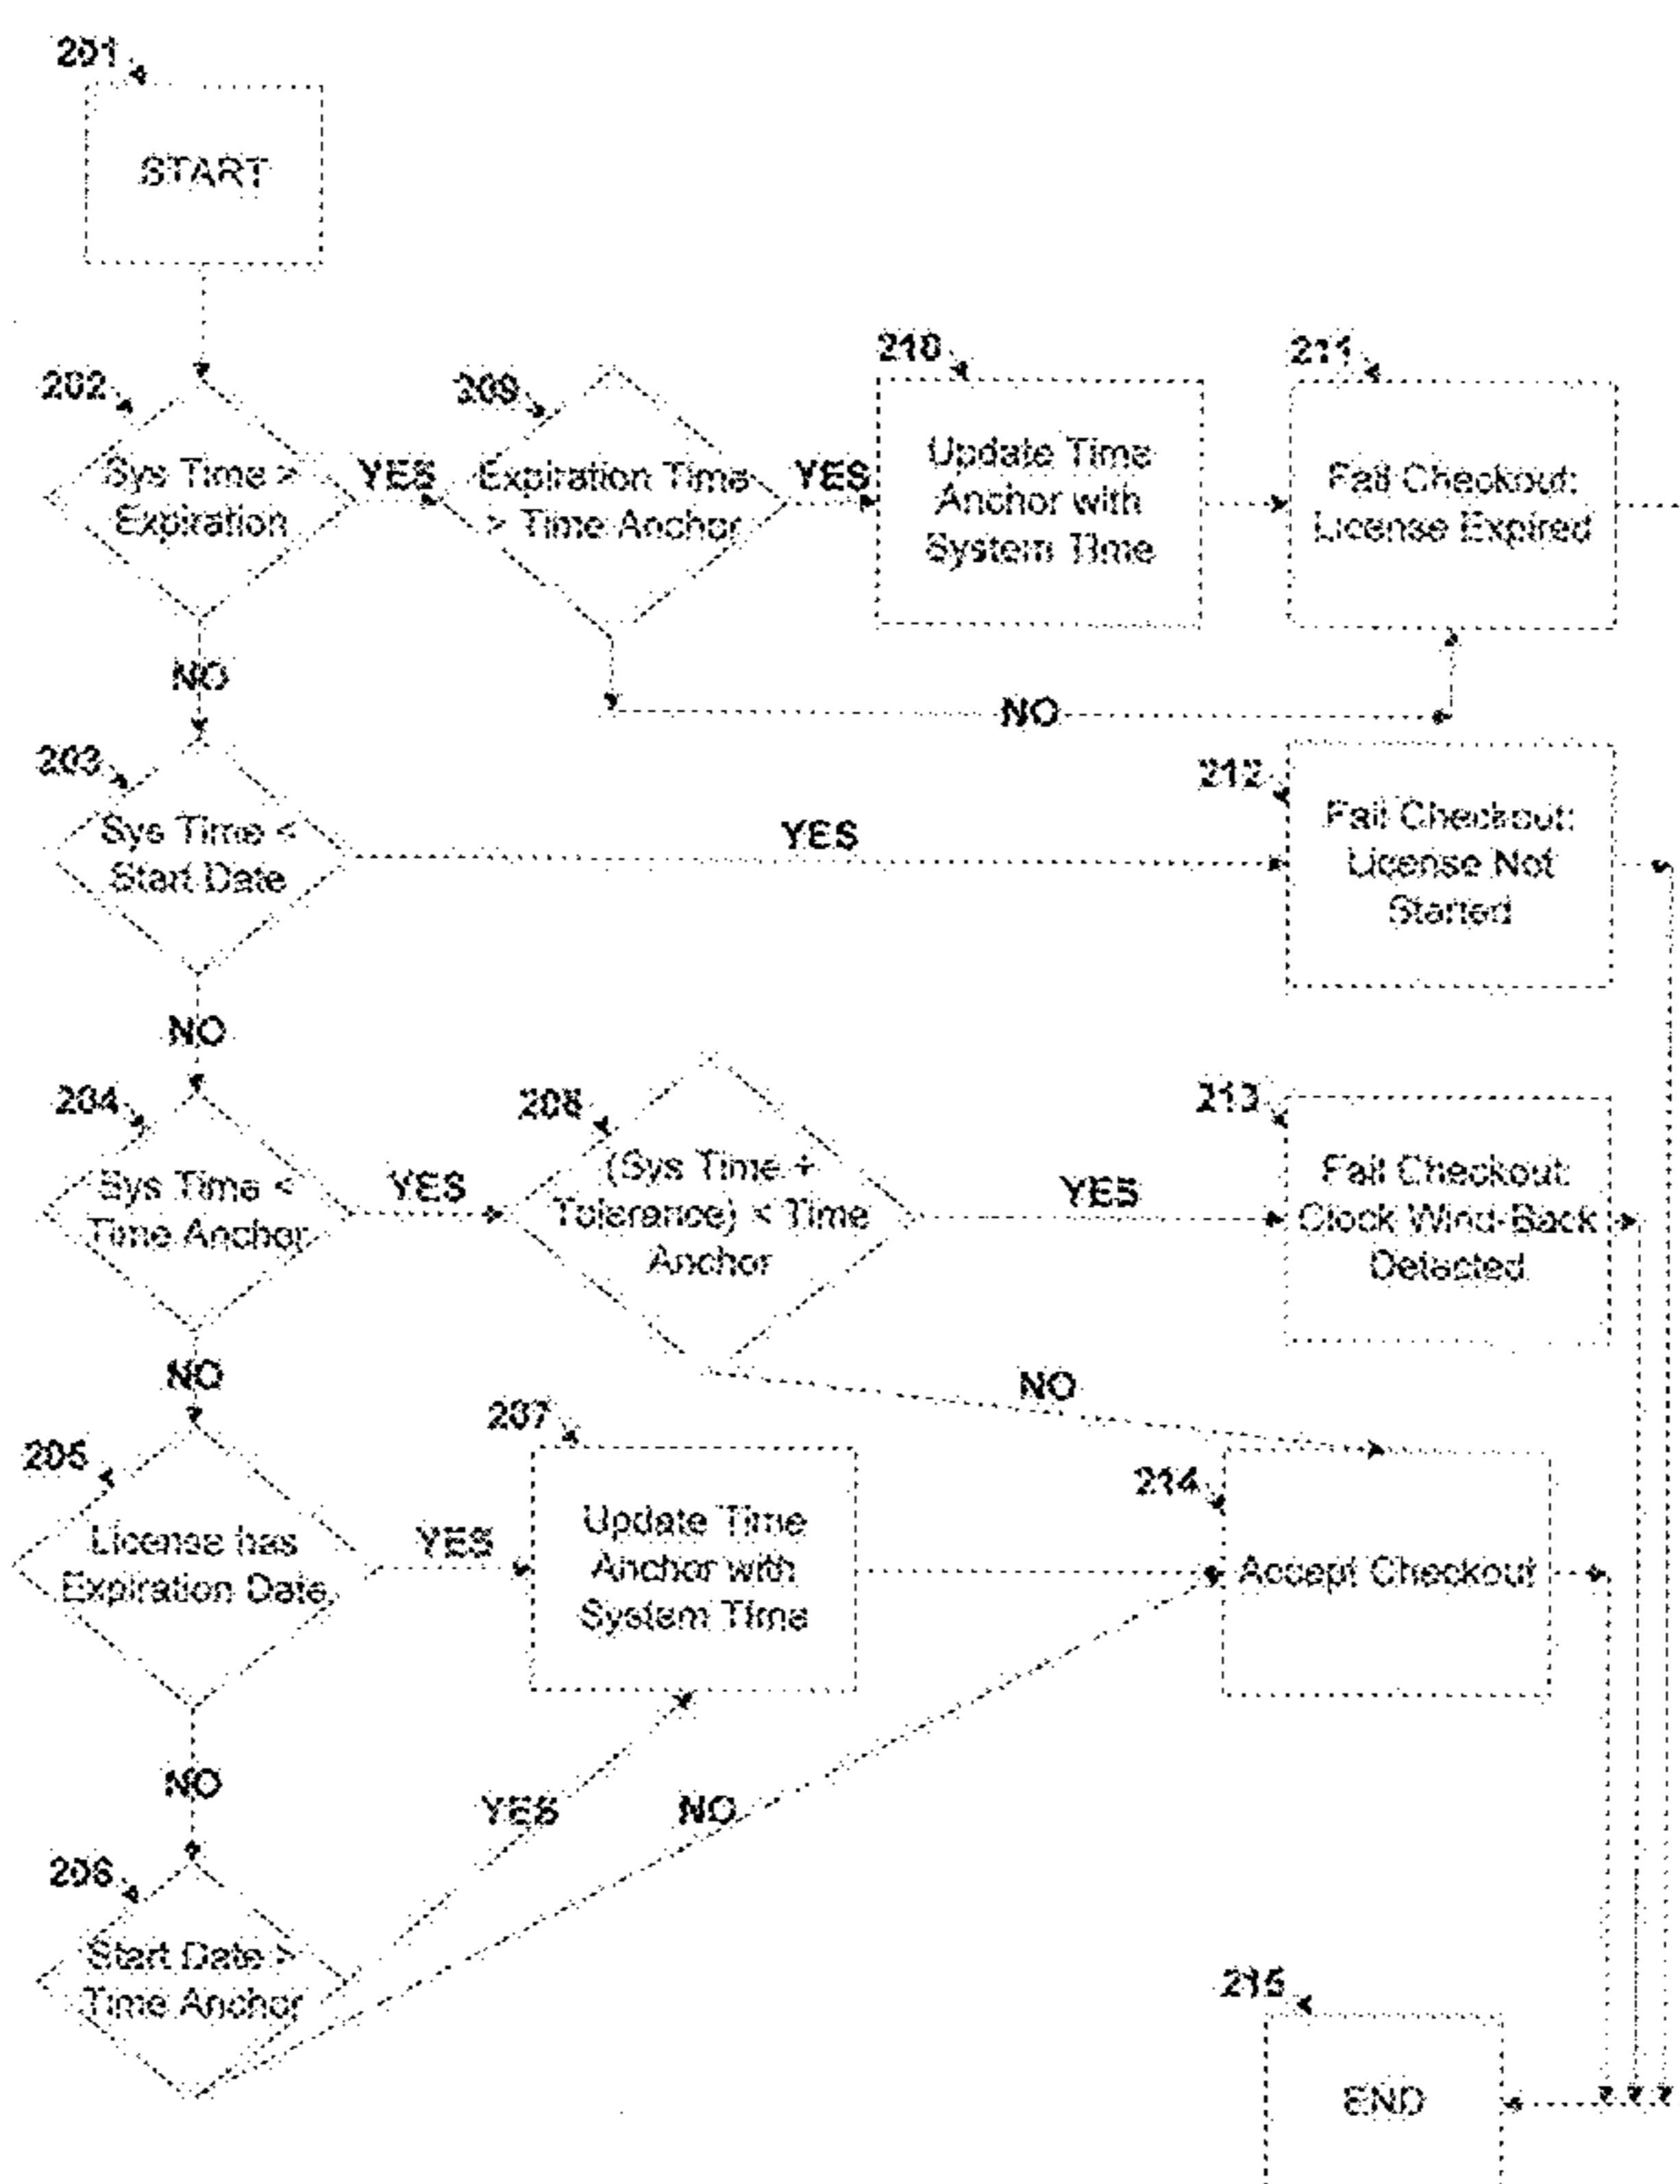 201
START
202
Sys Time >
Expiration
YES
209
Expiration Time
> Time Anchor
YES
210
Update Time
Anchor with
System Time
211
Fail Checkout:
License Expired
NO
NO
203
Sys Time <
Start Date
YES
212
Fail Checkout:
License Not
Started
NO
204
Sys Time <
Time Anchor
YES
208
(Sys Time +
Tolerance) < Time
Anchor
YES
213
Fail Checkout:
Clock Wind-Back
Detected
NO
NO
205
License has
Expiration Date
YES
207
Update Time
Anchor with
System Time
214
Accept Checkout
NO
YES
NO
206
Start Date >
Time Anchor
215
END